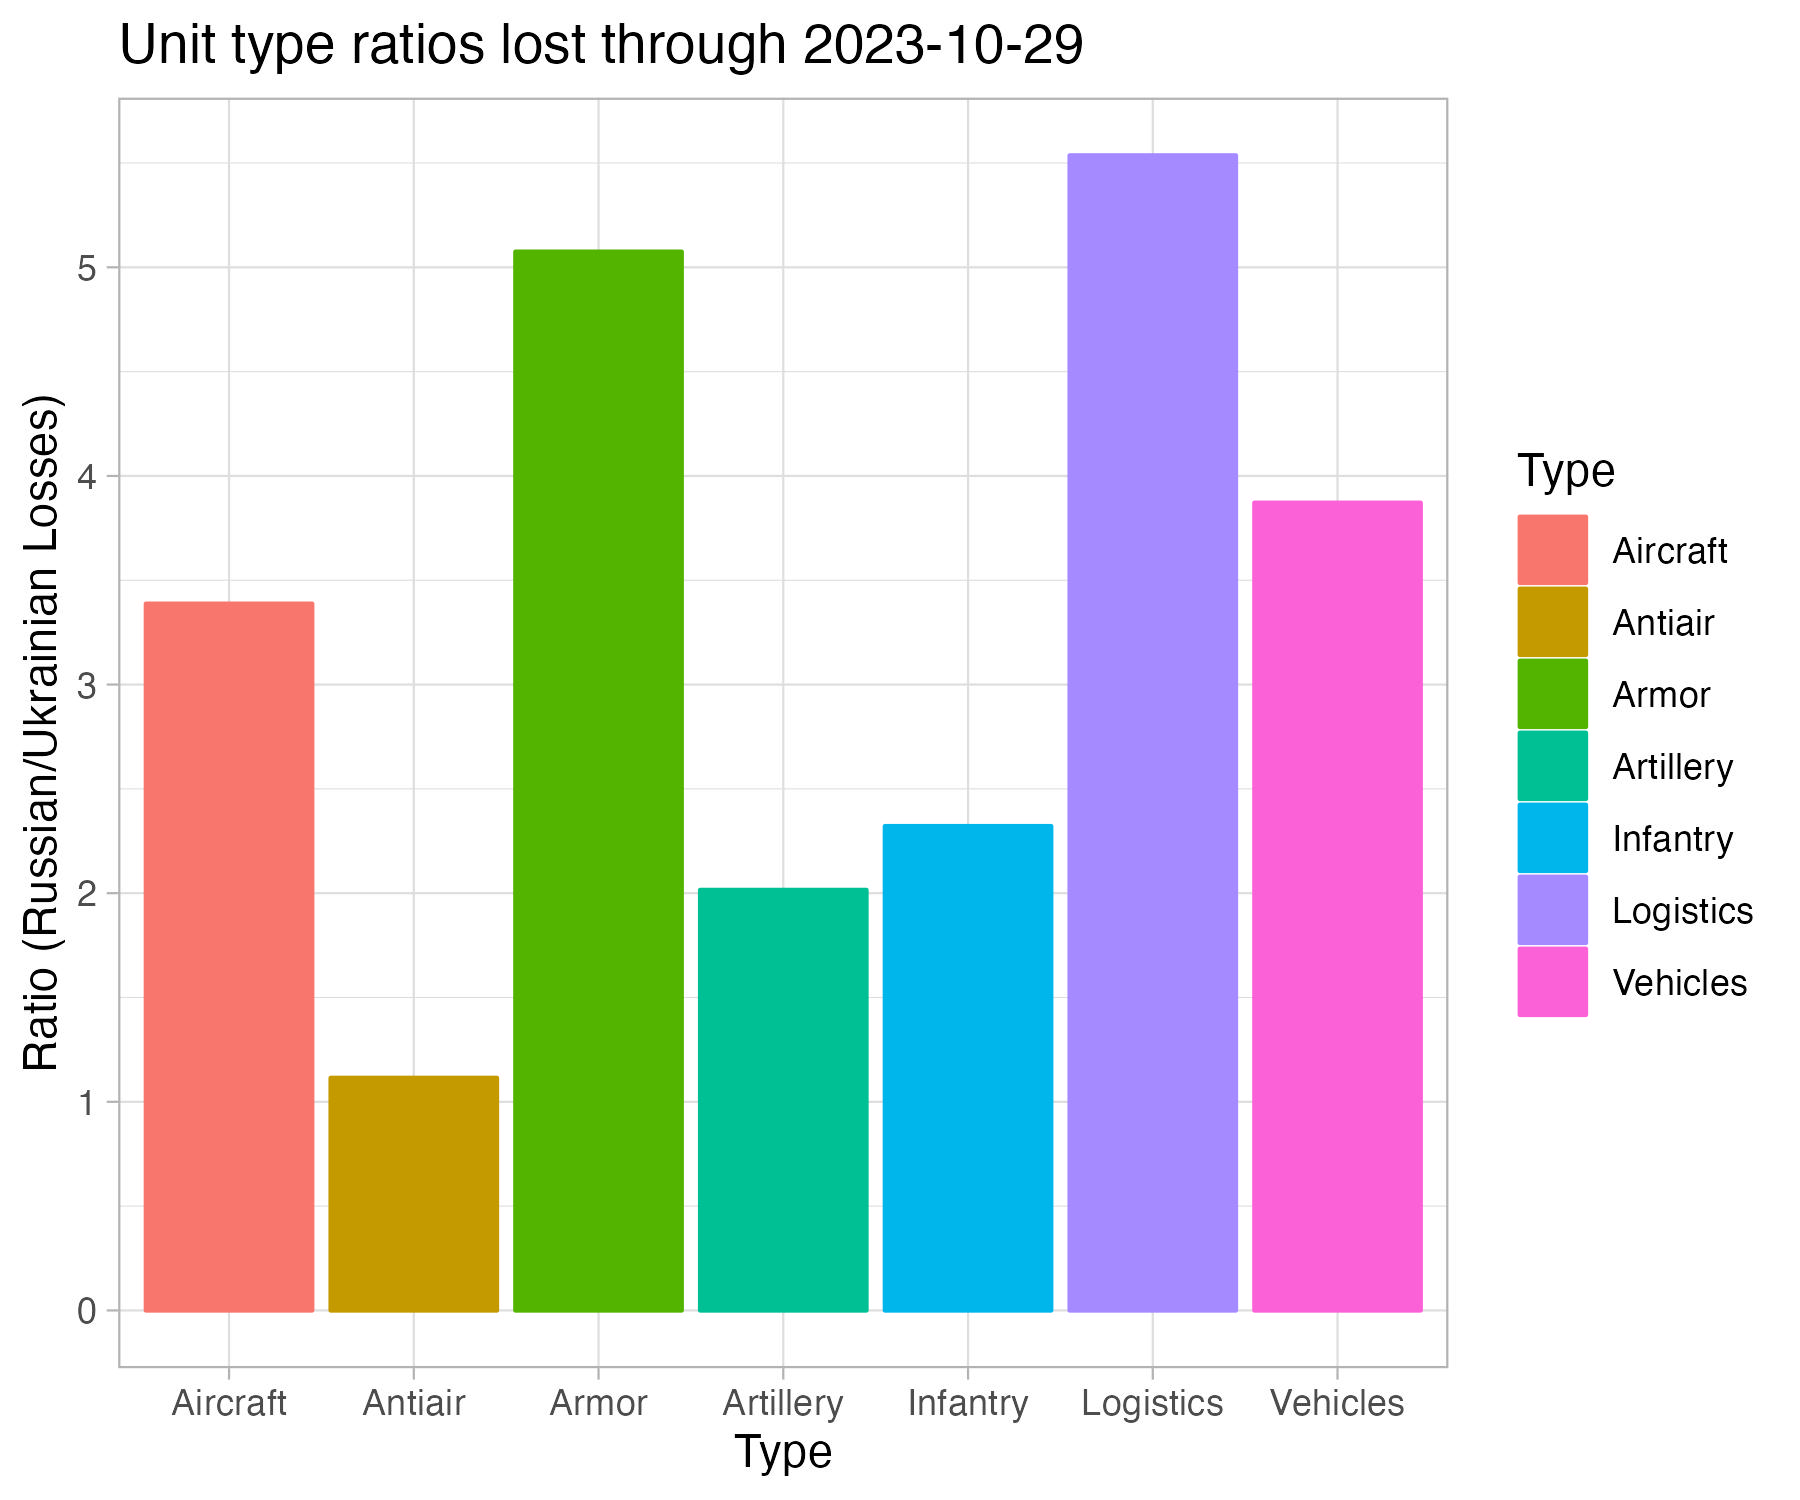 Unit type ratios lost through 2023-10-29
Ratio (Russian/Ukrainian Losses)
5
4
3
2
1
0
Aircraft Antiair Armor Artillery Infantry Logistics Vehicles
Type
Type
Aircraft
Antiair
Armor
Artillery
Infantry
Logistics
Vehicles